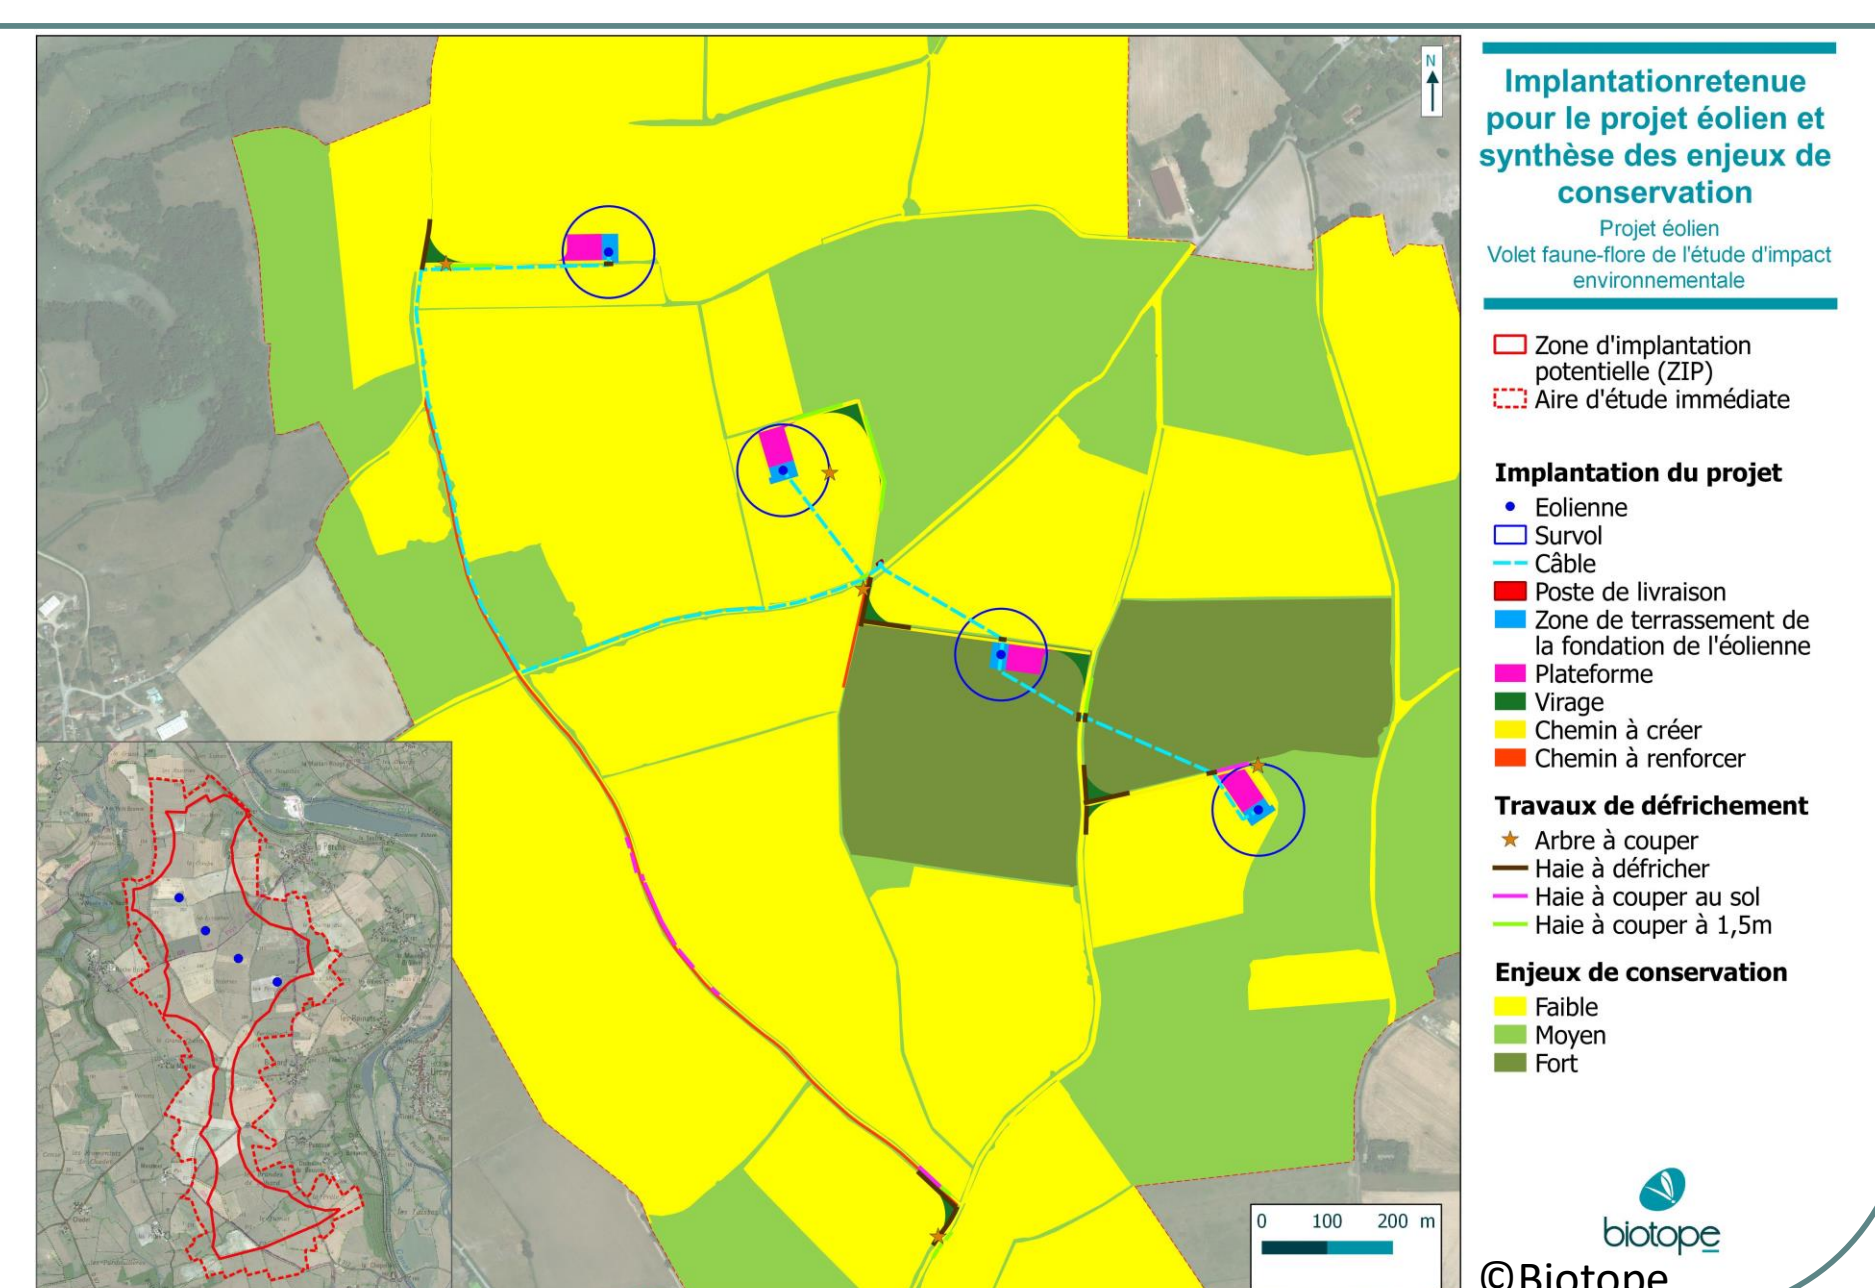 N
Implantationretenue
pour le projet éolien et
synthèse des enjeux de
conservation
Projet éolien
Volet faune-flore de l'étude d'impact
environnementale
Zone d'implantation
potentielle (ZIP)
Aire d'étude immédiate
Implantation du projet
Eolienne
Survol
Câble
Poste de livraison
Zone de terrassement de
la fondation de l'éolienne
Plateforme
Virage
Chemin à créer
Chemin à renforcer
Travaux de défrichement
Arbre à couper
Haie à défricher
Haie à couper au sol
Haie à couper à 1,5m
Enjeux de conservation
Faible
Moyen
Fort
0 100 200 m
biotope
©Biotope